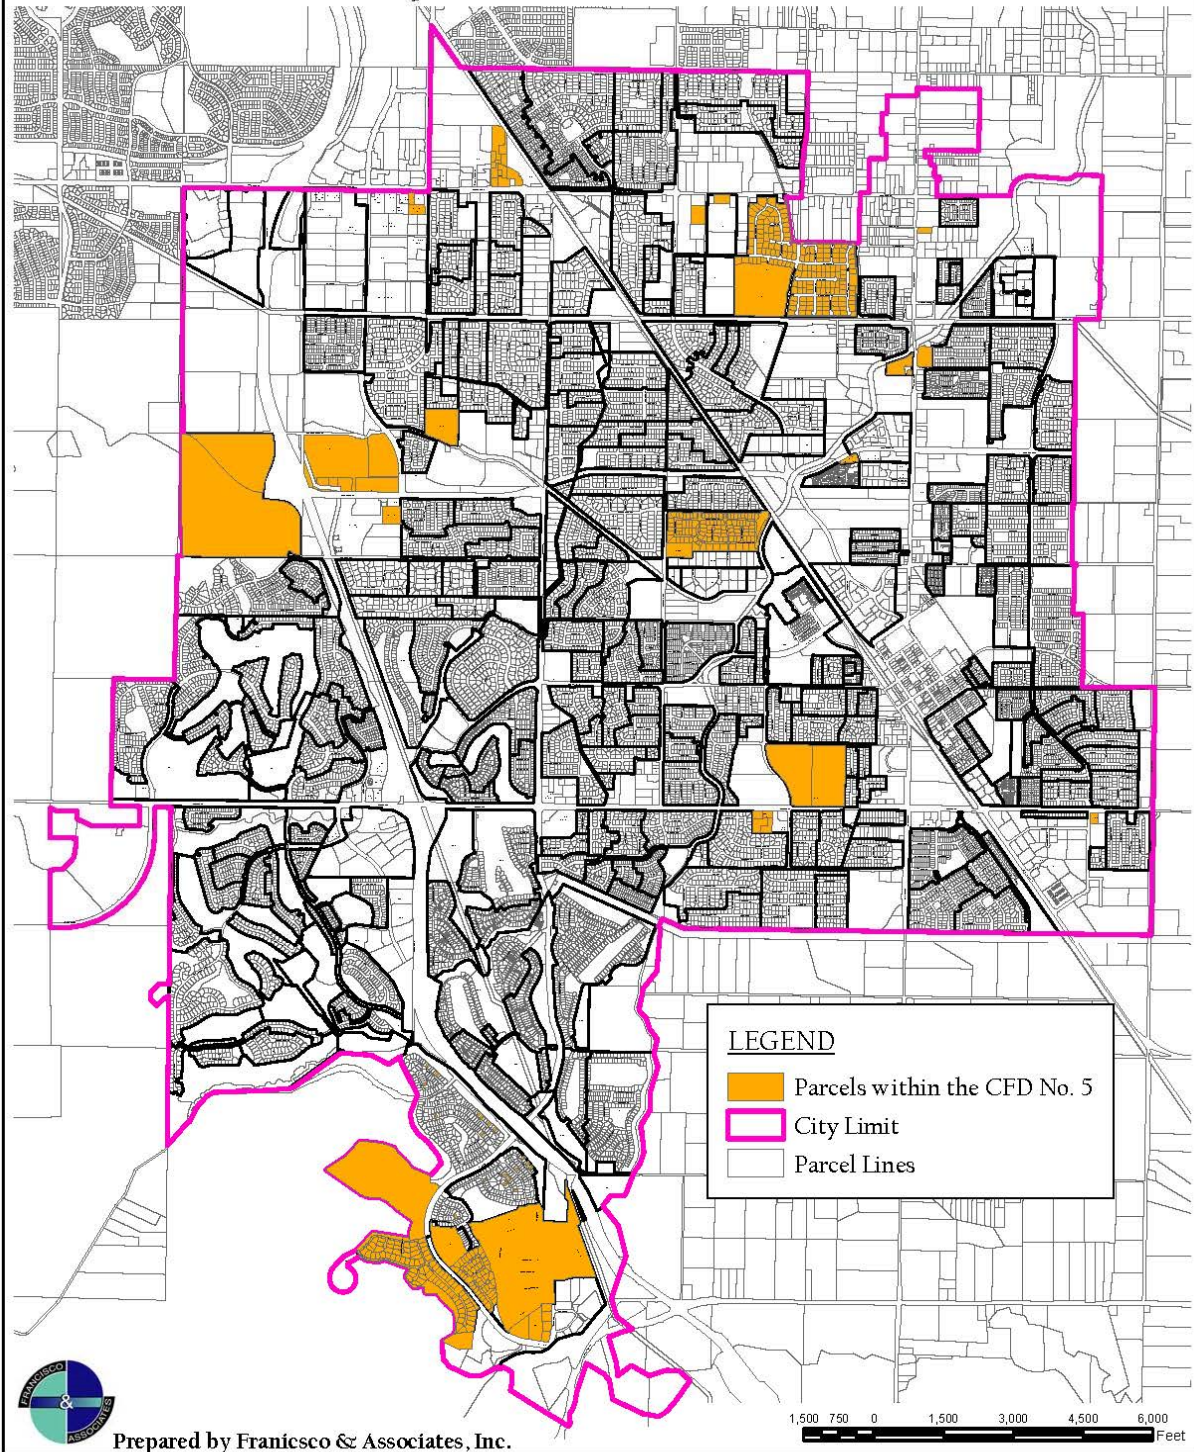 LEGEND
Parcels within the CFD No. 5
City Limit
Parcel Lines
FRANCISCO
&
ASSOCIATES
Prepared by Franicsco & Associates, Inc.
1,500 750 0 1,500 3,000 4,500 6,000
Feet